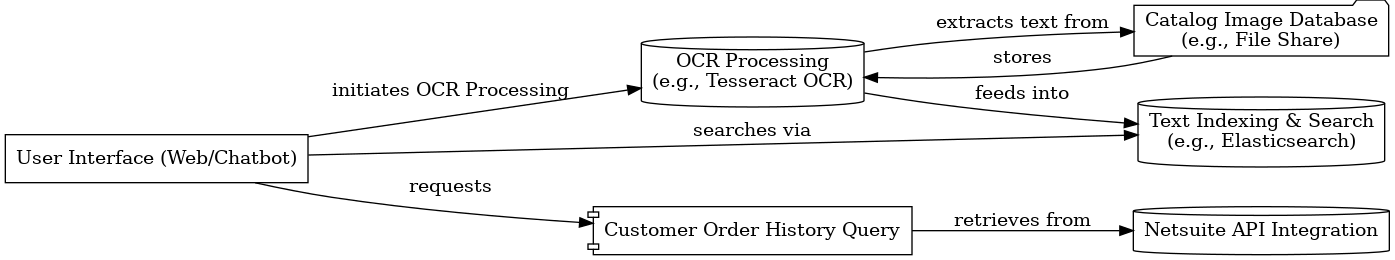 extracts text from
Catalog Image Database
(e.g., File Share)
OCR Processing
(e.g., Tesseract OCR)
stores
initiates OCR Processing
feeds into
Text Indexing & Search
(e.g., Elasticsearch)
searches via
User Interface (Web/Chatbot)
requests
Customer Order History Query
retrieves from
Netsuite API Integration